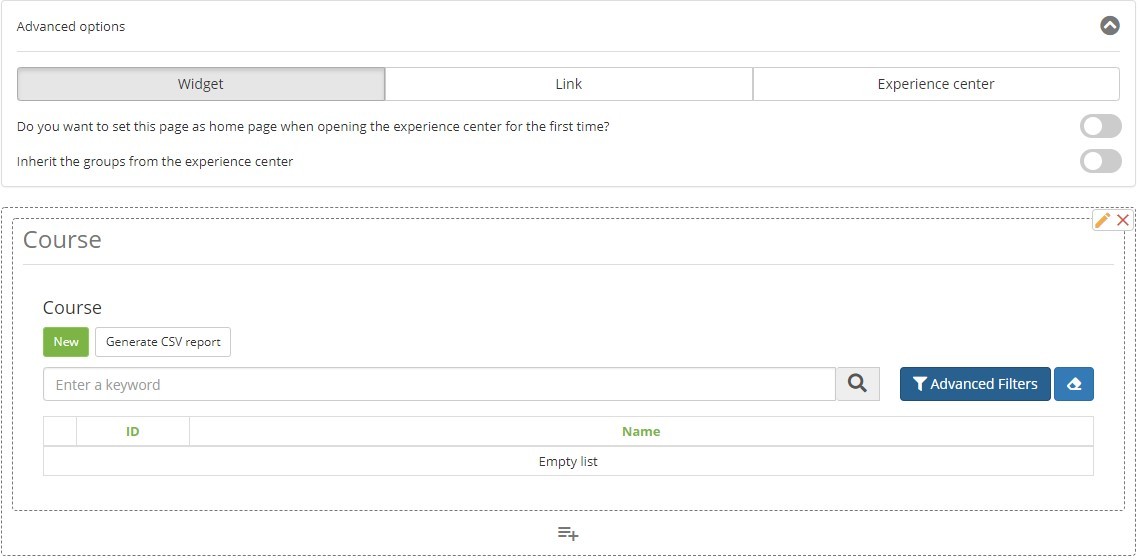 Advanced options
Widget Link Experience center
Do you want to set this page as home page when opening the experience center for the first time?
Inherit the groups from the experience center
Course
Course
New Generate CSV report
Enter a keyword Advanced Filters
ID Name
Empty list